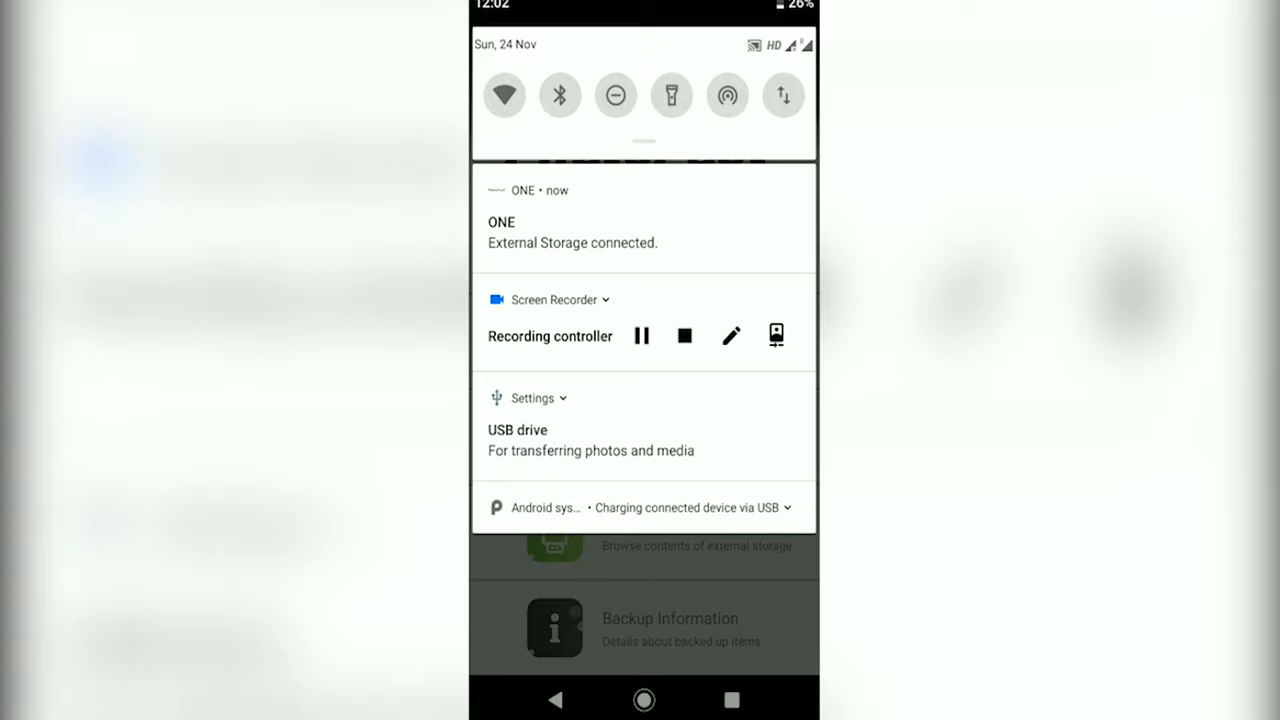 12:02
26%
Sun, 24 Nov
HD
R
ONE • now
ONE
External Storage connected.
Screen Recorder
Recording controller
Settings
USB drive
For transferring photos and media
Android sys... • Charging connected device via USB
Browse contents of external storage
Backup Information
Details about backed up items